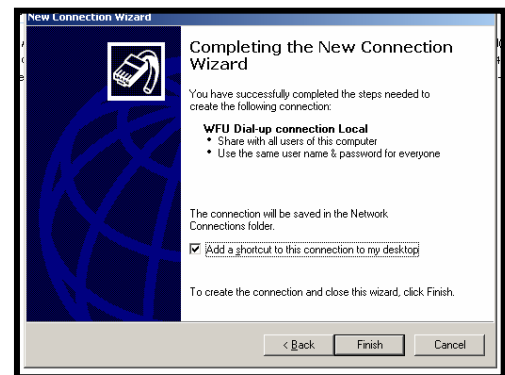 New Connection Wizard
Completing the New Connection
Wizard
You have successfully completed the steps needed to
create the following connection:
WFU Dial-up connection Local
• Share with all users of this computer
• Use the same user name & password for everyone
The connection will be saved in the Network
Connections folder.
Add a shortcut to this connection to my desktop
To create the connection and close this wizard, click Finish.
< Back
Finish
Cancel